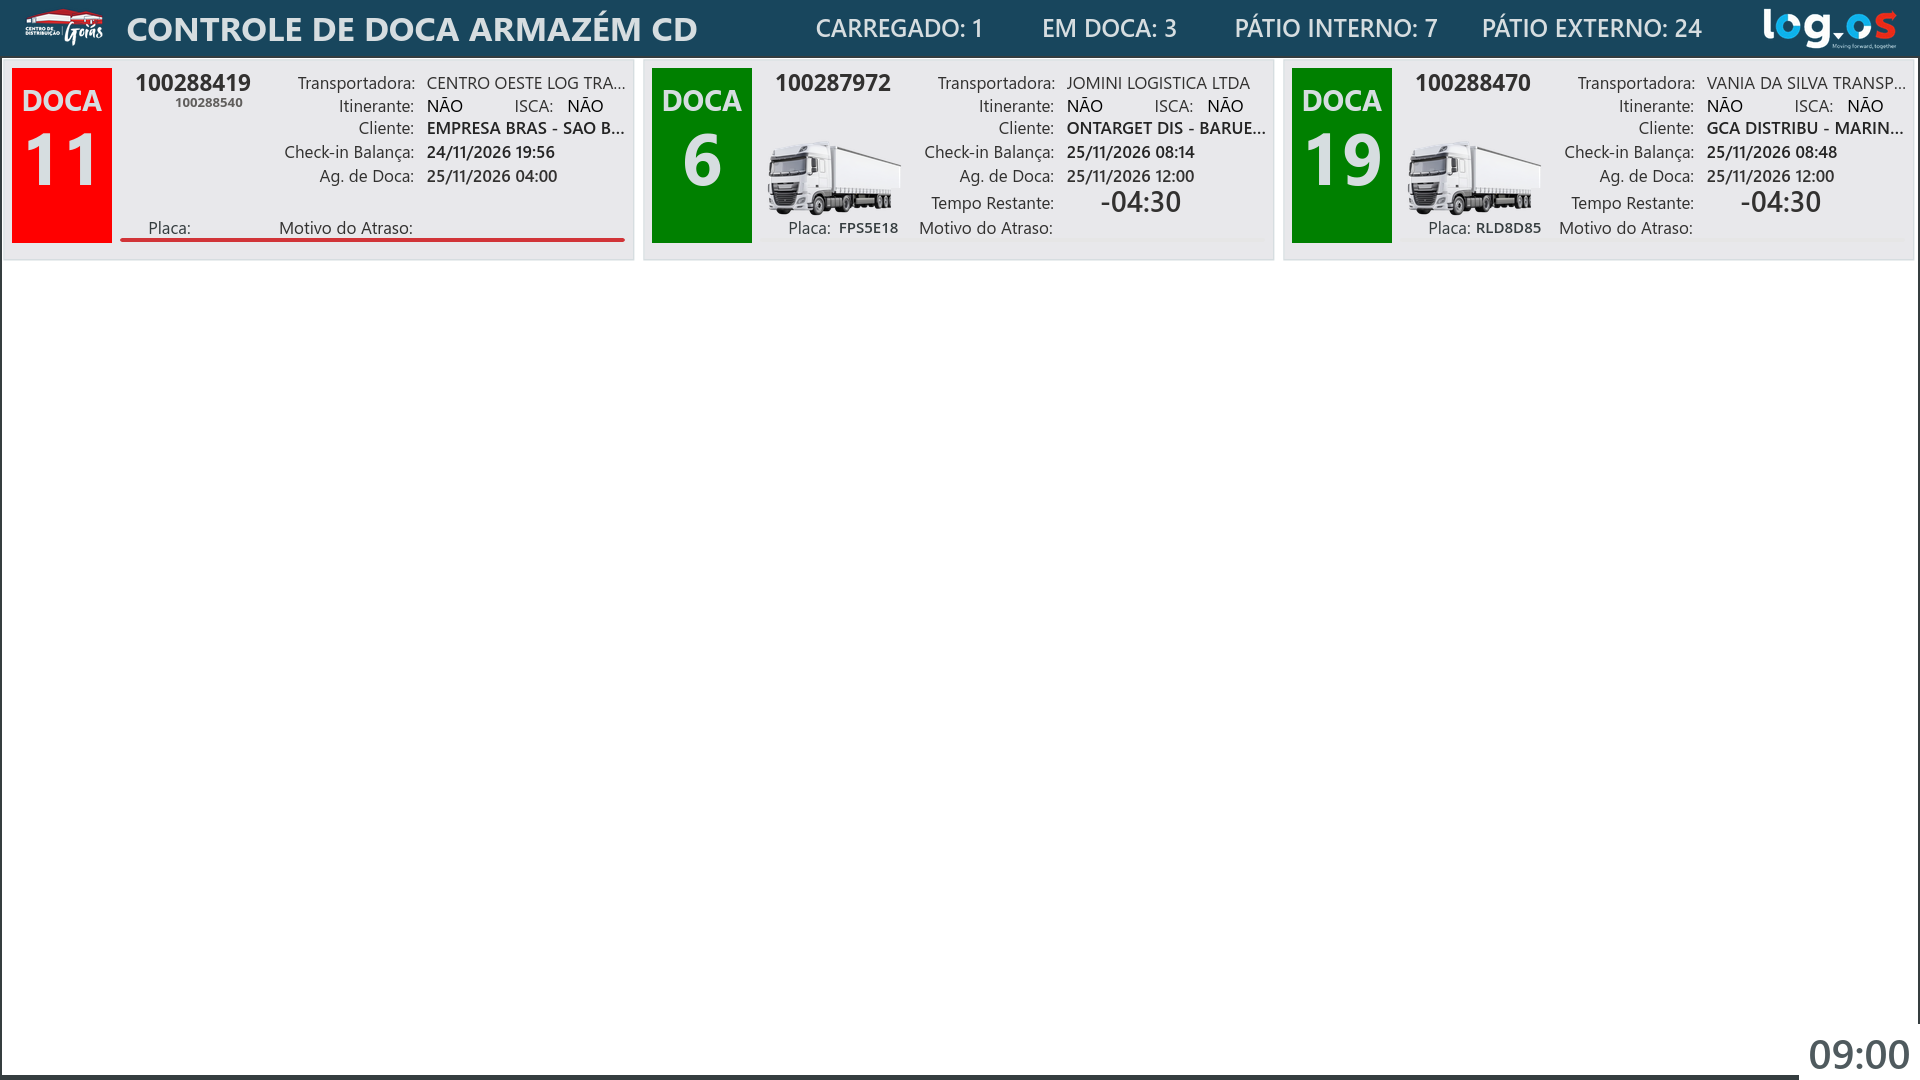 CENTRO DE DISTRIBUIÇÃO Goiás
CONTROLE DE DOCA ARMAZÉM CD
CARREGADO: 1
EM DOCA: 3
PÁTIO INTERNO: 7
PÁTIO EXTERNO: 24
log.os
Moving forward, together
DOCA
11
100288419
100288540
Transportadora: CENTRO OESTE LOG TRA...
Itinerante: NÃO ISCA: NÃO
Cliente: EMPRESA BRAS - SAO B...
Check-in Balança: 24/11/2026 19:56
Ag. de Doca: 25/11/2026 04:00
Placa: Motivo do Atraso:
DOCA
6
100287972
Transportadora: JOMINI LOGISTICA LTDA
Itinerante: NÃO ISCA: NÃO
Cliente: ONTARGET DIS - BARUE...
Check-in Balança: 25/11/2026 08:14
Ag. de Doca: 25/11/2026 12:00
Tempo Restante: -04:30
Placa: FPS5E18 Motivo do Atraso:
DOCA
19
100288470
Transportadora: VANIA DA SILVA TRANSP...
Itinerante: NÃO ISCA: NÃO
Cliente: GCA DISTRIBU - MARIN...
Check-in Balança: 25/11/2026 08:48
Ag. de Doca: 25/11/2026 12:00
Tempo Restante: -04:30
Placa: RLD8D85 Motivo do Atraso:
09:00